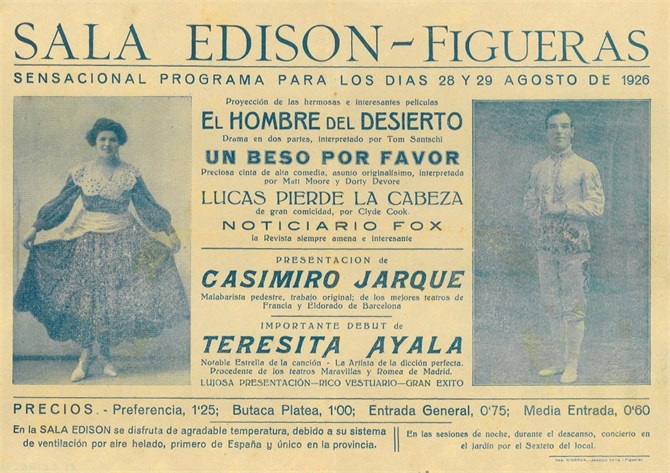 SALA EDISON - FIGUERAS
SENSACIONAL PROGRAMA PARA LOS DIAS 28 Y 29 AGOSTO DE 1926
Proyección de las hermosas e interesantes películas
EL HOMBRE DEL DESIERTO
Drama en dos partes, interpretado por Tom Santschi
UN BESO POR FAVOR
Preciosa cinta de alta comedia, asunto originalísimo, interpretada
por Matt Moore y Dorty Devore
LUCAS PIERDE LA CABEZA
de gran comicidad, por Clyde Cook.
NOTICIARIO FOX
la Revista siempre amena e interesante
PRESENTACION de
CASIMIRO JARQUE
Malabarista pedestre, trabajo original; de los mejores teatros de
Francia y Eldorado de Barcelona
IMPORTANTE DEBUT de
TERESITA AYALA
Notable Estrella de la canción - La Artista de la dicción perfecta.
Procedente de los teatros Maravillas y Romea de Madrid.
LUJOSA PRESENTACIÓN—RICO VESTUARIO—GRAN EXITO
PRECIOS. - Preferencia, 1'25; Butaca Platea, 1'00; Entrada General, 0'75; Media Entrada, 0'60
En la SALA EDISON se disfruta de agradable temperatura, debido a su sistema
de ventilación por aire helado, primero de España y único en la provincia.
En las sesiones de noche, durante el descanso, concierto en
el jardín por el Sexteto del local.